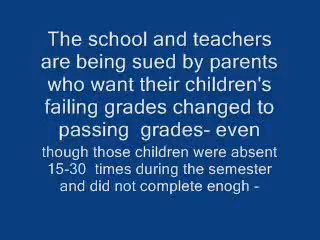 The school and teachers
are being sued by parents
who want their children's
failing grades changed to
passing  grades- even
though those children were absent
15-30  times during the semester
and did not complete enogh -